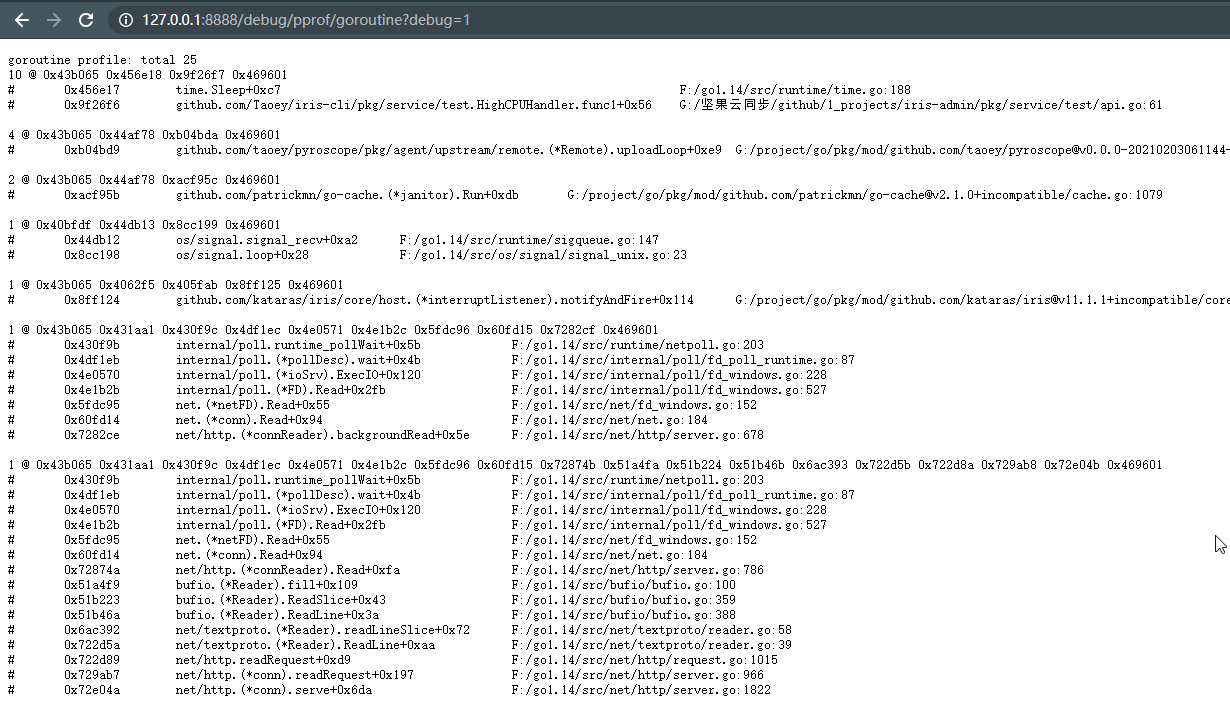 127.0.0.1:8888/debug/pprof/goroutine?debug=1
goroutine profile: total 25
10 @ 0x43b065 0x456e18 0x9f26f7 0x469601
# 0x456e17 time.Sleep+0xc7 F:/go1.14/src/runtime/time.go:188
# 0x9f26f6 github.com/Taoey/iris-cli/pkg/service/test.HighCPUHandler.func1+0x56 G:/坚果云同步/github/1_projects/iris-admin/pkg/service/test/api.go:61
4 @ 0x43b065 0x44af78 0xb04bda 0x469601
# 0xb04bd9 github.com/taoey/pyroscope/pkg/agent/upstream/remote.(*Remote).uploadLoop+0xe9 G:/project/go/pkg/mod/github.com/taoey/pyroscope@v0.0.0-20210203061144-
2 @ 0x43b065 0x44af78 0xacf95c 0x469601
# 0xacf95b github.com/patrickmn/go-cache.(*janitor).Run+0xdb G:/project/go/pkg/mod/github.com/patrickmn/go-cache@v2.1.0+incompatible/cache.go:1079
1 @ 0x40bfdf 0x44db13 0x8cc199 0x469601
# 0x44db12 os/signal.signal_recv+0xa2 F:/go1.14/src/runtime/sigqueue.go:147
# 0x8cc198 os/signal.loop+0x28 F:/go1.14/src/os/signal/signal_unix.go:23
1 @ 0x43b065 0x4062f5 0x405fab 0x8ff125 0x469601
# 0x8ff124 github.com/kataras/iris/core/host.(*interruptListener).notifyAndFire+0x114 G:/project/go/pkg/mod/github.com/kataras/iris@v11.1.1+incompatible/core
1 @ 0x43b065 0x431aa1 0x430f9c 0x4df1ec 0x4e0571 0x4e1b2c 0x5fdc96 0x60fd15 0x7282cf 0x469601
# 0x430f9b internal/poll.runtime_pollWait+0x5b F:/go1.14/src/runtime/netpoll.go:203
# 0x4df1eb internal/poll.(*pollDesc).wait+0x4b F:/go1.14/src/internal/poll/fd_poll_runtime.go:87
# 0x4e0570 internal/poll.(*ioSrv).ExecIO+0x120 F:/go1.14/src/internal/poll/fd_windows.go:228
# 0x4e1b2b internal/poll.(*FD).Read+0x2fb F:/go1.14/src/internal/poll/fd_windows.go:527
# 0x5fdc95 net.(*netFD).Read+0x55 F:/go1.14/src/net/fd_windows.go:152
# 0x60fd14 net.(*conn).Read+0x94 F:/go1.14/src/net/net.go:184
# 0x7282ce net/http.(*connReader).backgroundRead+0x5e F:/go1.14/src/net/http/server.go:678
1 @ 0x43b065 0x431aa1 0x430f9c 0x4df1ec 0x4e0571 0x4e1b2c 0x5fdc96 0x60fd15 0x72874b 0x51a4fa 0x51b224 0x51b46b 0x6ac393 0x722d5b 0x722d8a 0x729ab8 0x72e04b 0x469601
# 0x430f9b internal/poll.runtime_pollWait+0x5b F:/go1.14/src/runtime/netpoll.go:203
# 0x4df1eb internal/poll.(*pollDesc).wait+0x4b F:/go1.14/src/internal/poll/fd_poll_runtime.go:87
# 0x4e0570 internal/poll.(*ioSrv).ExecIO+0x120 F:/go1.14/src/internal/poll/fd_windows.go:228
# 0x4e1b2b internal/poll.(*FD).Read+0x2fb F:/go1.14/src/internal/poll/fd_windows.go:527
# 0x5fdc95 net.(*netFD).Read+0x55 F:/go1.14/src/net/fd_windows.go:152
# 0x60fd14 net.(*conn).Read+0x94 F:/go1.14/src/net/net.go:184
# 0x72874a net/http.(*connReader).Read+0xfa F:/go1.14/src/net/http/server.go:786
# 0x51a4f9 bufio.(*Reader).fill+0x109 F:/go1.14/src/bufio/bufio.go:100
# 0x51b223 bufio.(*Reader).ReadSlice+0x43 F:/go1.14/src/bufio/bufio.go:359
# 0x51b46a bufio.(*Reader).ReadLine+0x3a F:/go1.14/src/bufio/bufio.go:388
# 0x6ac392 net/textproto.(*Reader).readLineSlice+0x72 F:/go1.14/src/net/textproto/reader.go:58
# 0x722d5a net/textproto.(*Reader).ReadLine+0xaa F:/go1.14/src/net/textproto/reader.go:39
# 0x722d89 net/http.readRequest+0xd9 F:/go1.14/src/net/http/request.go:1015
# 0x729ab7 net/http.(*conn).readRequest+0x197 F:/go1.14/src/net/http/server.go:966
# 0x72e04a net/http.(*conn).serve+0x6da F:/go1.14/src/net/http/server.go:1822